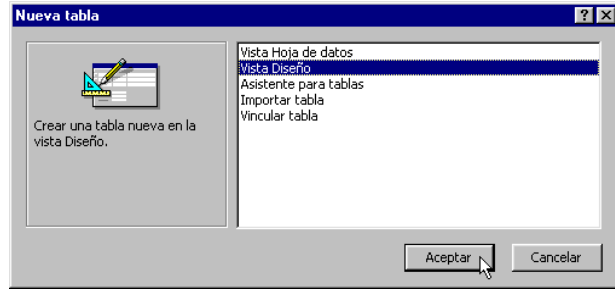 Nueva tabla
Crear una tabla nueva en la
vista Diseño.
Vista Hoja de datos
Vista Diseño
Asistente para tablas
Importar tabla
Vincular tabla
Aceptar
Cancelar